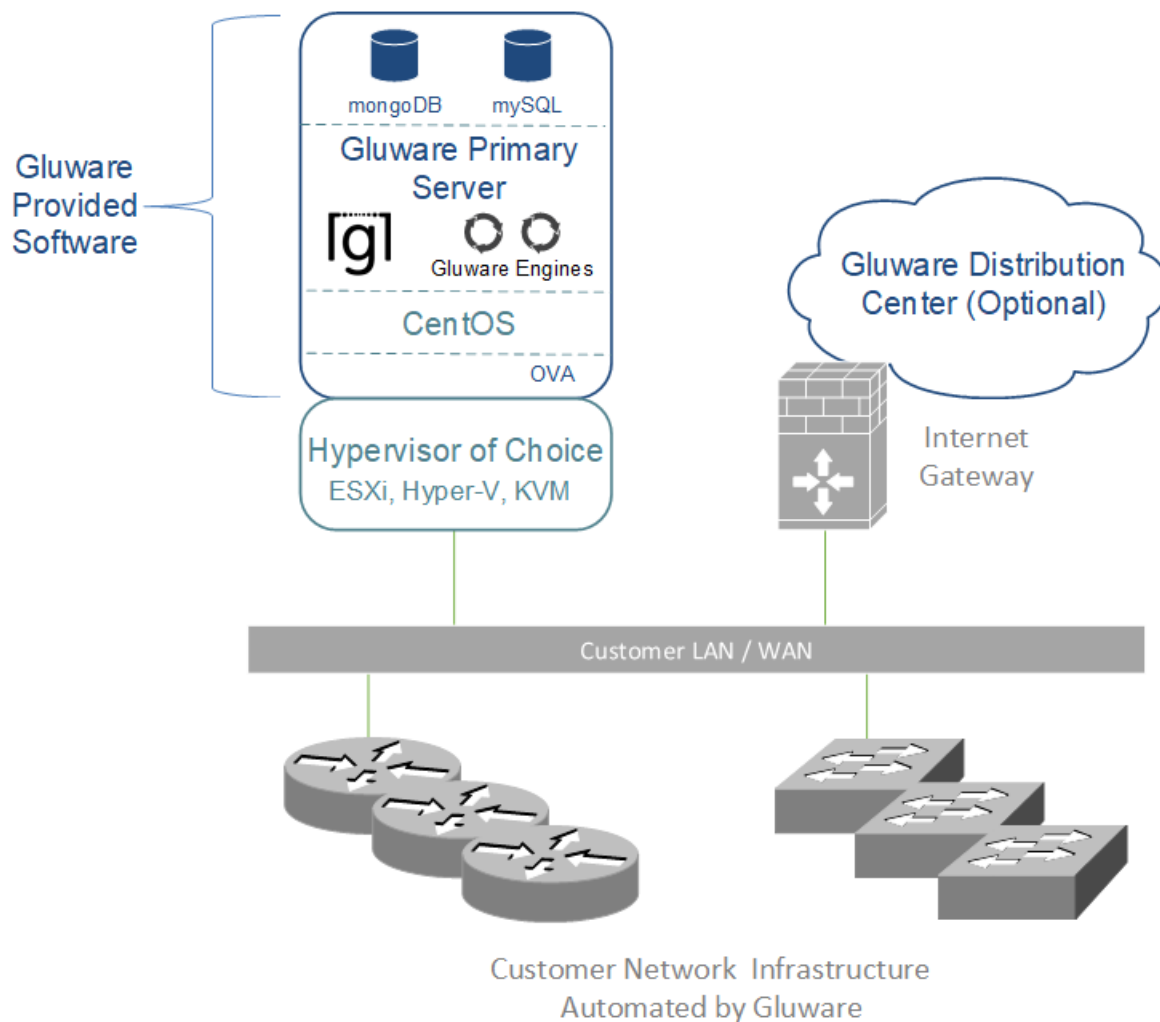 mongoDB
mySQL
Gluware Primary
Server
[g]
Gluware Engines
CentOS
OVA
Gluware
Provided
Software
Hypervisor of Choice
ESXi, Hyper-V, KVM
Gluware Distribution
Center (Optional)
Internet
Gateway
Customer LAN / WAN
Customer Network Infrastructure
Automated by Gluware